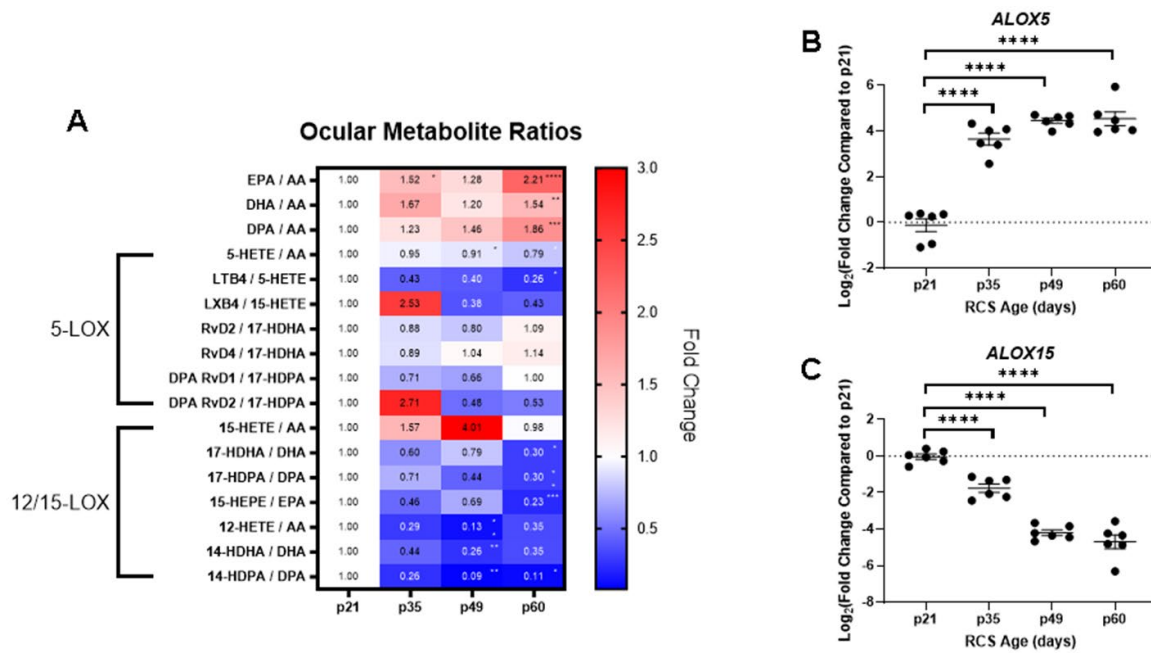 A
Ocular Metabolite Ratios
EPA / AA 1.00 1.52 * 1.28 2.21 ****
DHA / AA 1.00 1.67 1.20 1.54 **
DPA / AA 1.00 1.23 1.46 1.86 ***
5-HETE / AA 1.00 0.95 0.91 * 0.79 *
LTB4 / 5-HETE 1.00 0.43 0.40 0.26 *
LXB4 / 15-HETE 1.00 2.53 0.38 0.43
RvD2 / 17-HDHA 1.00 0.88 0.80 1.09
RvD4 / 17-HDHA 1.00 0.89 1.04 1.14
DPA RvD1 / 17-HDPA 1.00 0.71 0.66 1.00
DPA RvD2 / 17-HDPA 1.00 2.71 0.48 0.53
15-HETE / AA 1.00 1.57 4.01 0.98
17-HDHA / DHA 1.00 0.60 0.79 0.30 *
17-HDPA / DPA 1.00 0.71 0.44 0.30 * *
15-HEPE / EPA 1.00 0.46 0.69 0.23 ***
12-HETE / AA 1.00 0.29 0.13 * * 0.35
14-HDHA / DHA 1.00 0.44 0.26 ** 0.35
14-HDPA / DPA 1.00 0.26 0.09 ** 0.11 *
p21 p35 p49 p60
5-LOX
12/15-LOX
3.0
2.5
2.0
1.5
1.0
0.5
Fold Change
B
ALOX5
****
****
****
Log2(Fold Change Compared to p21)
6
4
2
0
-2
p21 p35 p49 p60
RCS Age (days)
C
ALOX15
****
****
****
Log2(Fold Change Compared to p21)
2
0
-2
-4
-6
-8
p21 p35 p49 p60
RCS Age (days)